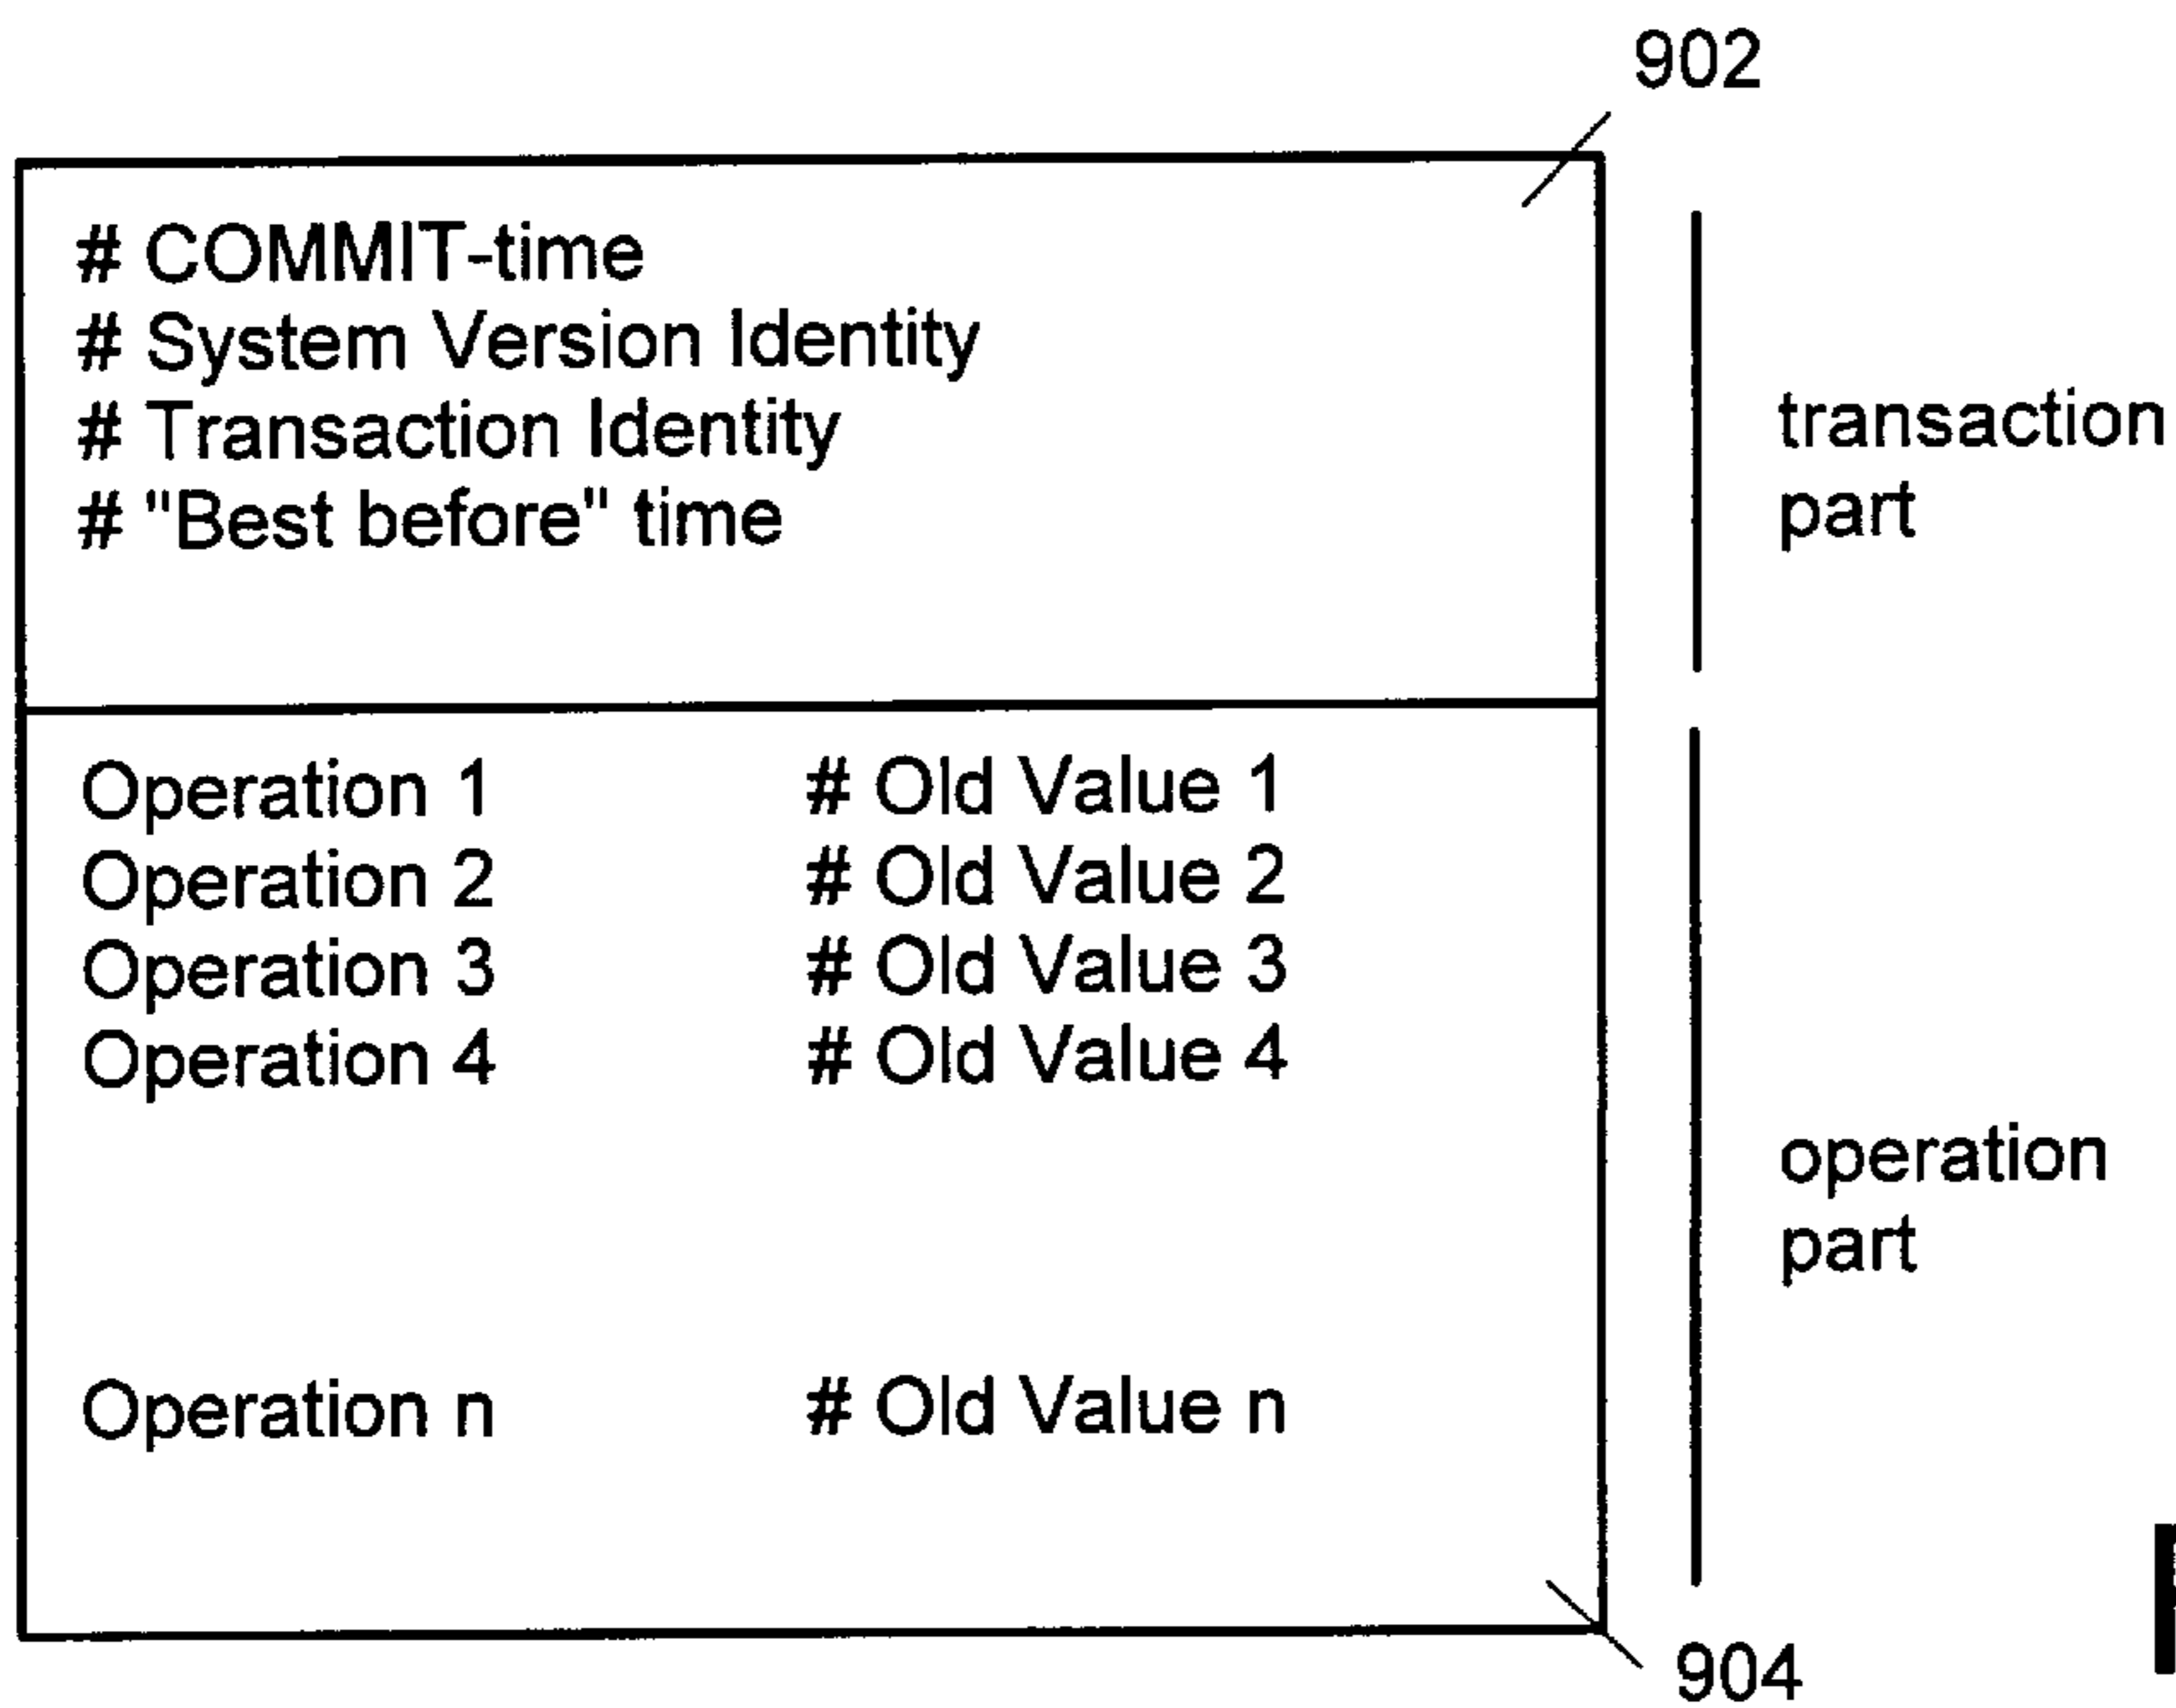 902
# COMMIT-time
# System Version Identity
# Transaction Identity
# "Best before" time
transaction
part
Operation 1 # Old Value 1
Operation 2 # Old Value 2
Operation 3 # Old Value 3
Operation 4 # Old Value 4
Operation n # Old Value n
operation
part
904